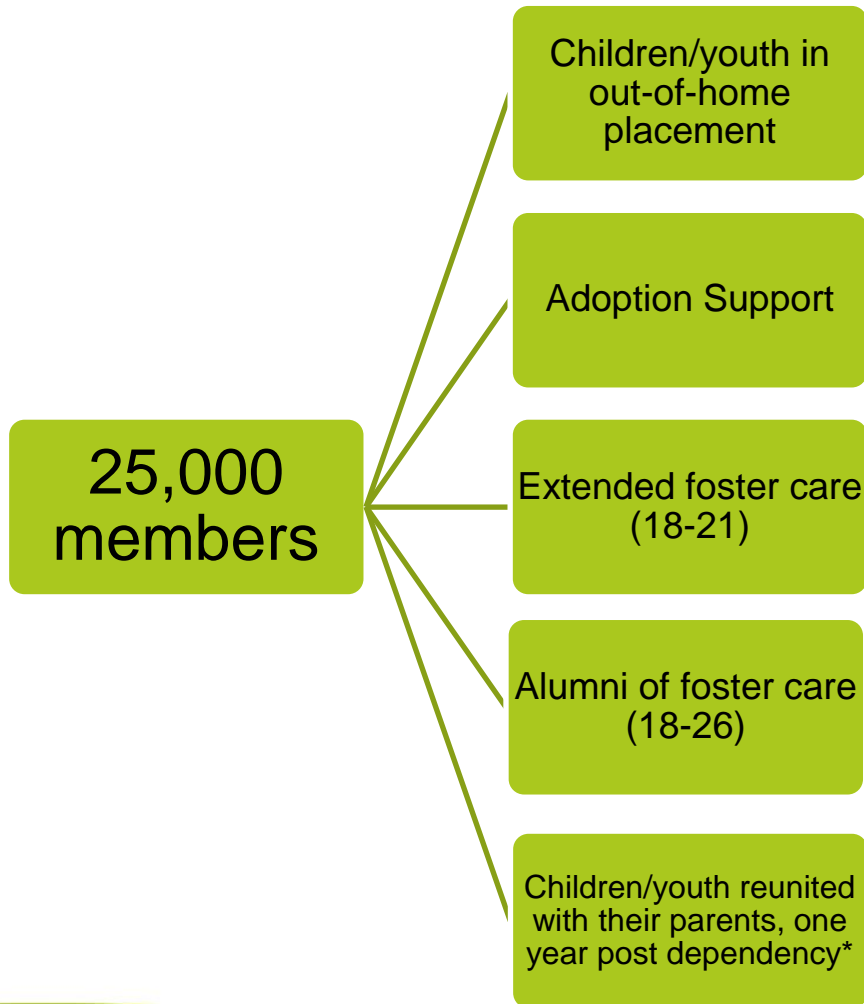 Children/youth in
out-of-home
placement
Adoption Support
25,000
members
Extended foster care
(18-21)
Alumni of foster care
(18-26)
Children/youth reunited
with their parents, one
year post dependency*